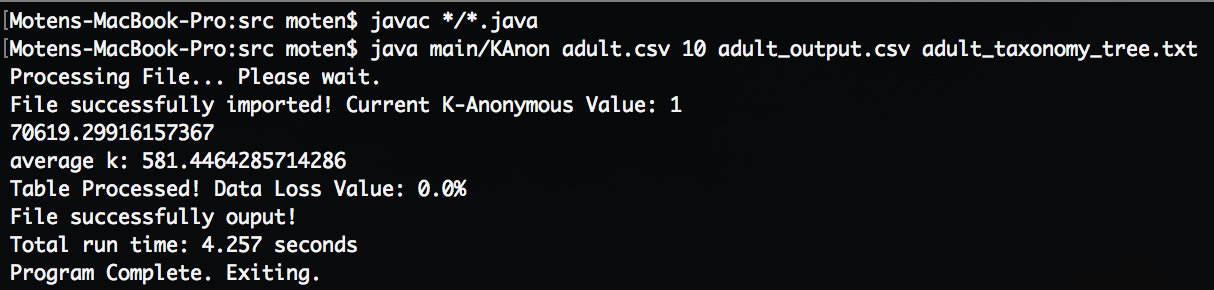 [Motens-MacBook-Pro:src moten$ javac */*.java
[Motens-MacBook-Pro:src moten$ java main/KAnon adult.csv 10 adult_output.csv adult_taxonomy_tree.txt
Processing File... Please wait.
File successfully imported! Current K-Anonymous Value: 1
70619.29916157367
average k: 581.4464285714286
Table Processed! Data Loss Value: 0.0%
File successfully ouput!
Total run time: 4.257 seconds
Program Complete. Exiting.